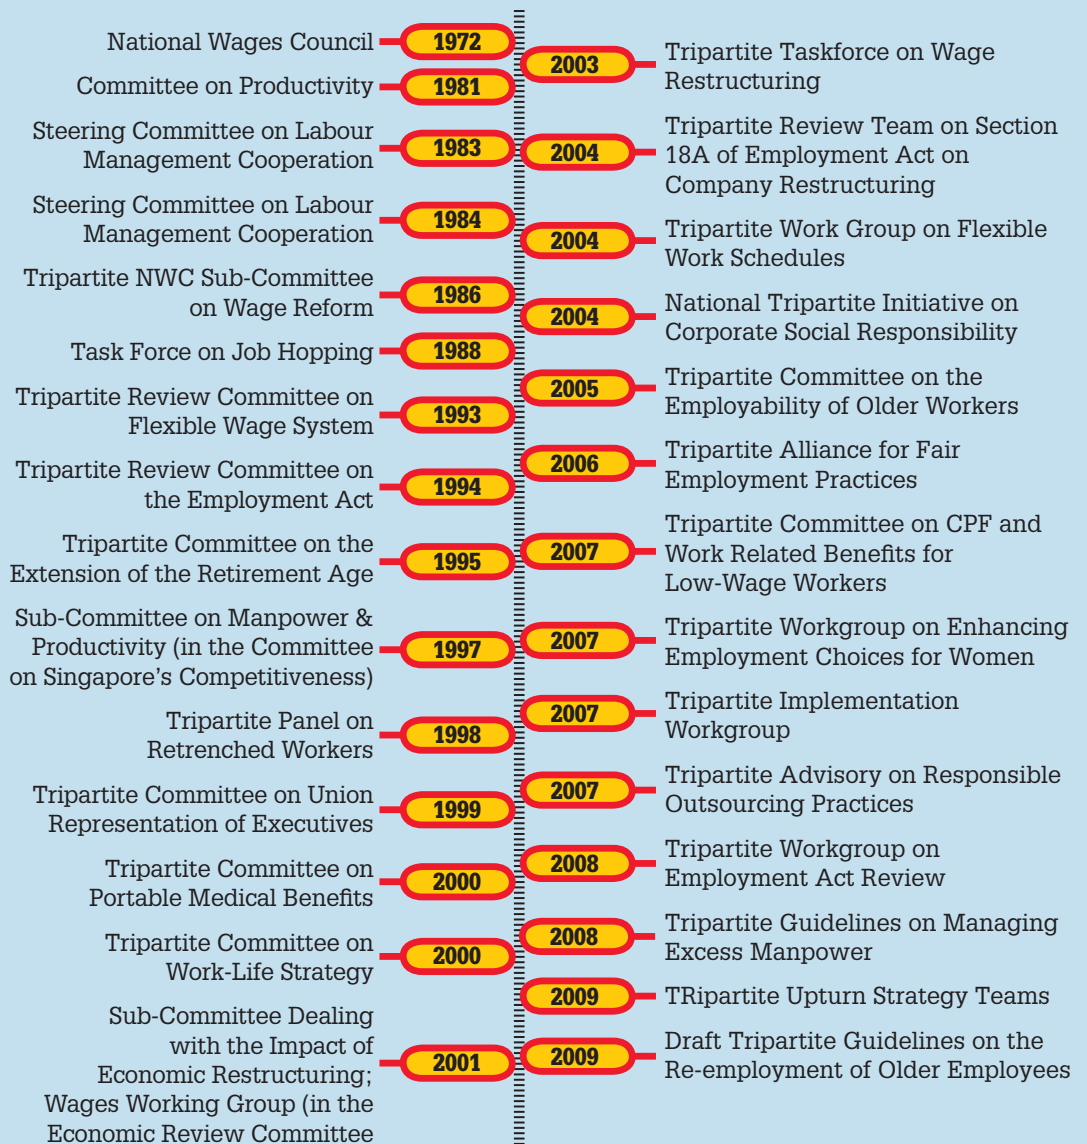 National Wages Council
1972
Committee on Productivity
1981
Steering Committee on Labour
Management Cooperation
1983
Steering Committee on Labour
Management Cooperation
1984
Tripartite NWC Sub-Committee
on Wage Reform
1986
Task Force on Job Hopping
1988
Tripartite Review Committee on
Flexible Wage System
1993
Tripartite Review Committee on
the Employment Act
1994
Tripartite Committee on the
Extension of the Retirement Age
1995
Sub-Committee on Manpower &
Productivity (in the Committee
on Singapore's Competitiveness)
1997
Tripartite Panel on
Retrenched Workers
1998
Tripartite Committee on Union
Representation of Executives
1999
Tripartite Committee on
Portable Medical Benefits
2000
Tripartite Committee on
Work-Life Strategy
2000
Sub-Committee Dealing
with the Impact of
Economic Restructuring;
Wages Working Group (in the
Economic Review Committee
2001
2003
Tripartite Taskforce on Wage
Restructuring
2004
Tripartite Review Team on Section
18A of Employment Act on
Company Restructuring
2004
Tripartite Work Group on Flexible
Work Schedules
2004
National Tripartite Initiative on
Corporate Social Responsibility
2005
Tripartite Committee on the
Employability of Older Workers
2006
Tripartite Alliance for Fair
Employment Practices
2007
Tripartite Committee on CPF and
Work Related Benefits for
Low-Wage Workers
2007
Tripartite Workgroup on Enhancing
Employment Choices for Women
2007
Tripartite Implementation
Workgroup
2007
Tripartite Advisory on Responsible
Outsourcing Practices
2008
Tripartite Workgroup on
Employment Act Review
2008
Tripartite Guidelines on Managing
Excess Manpower
2009
TRipartite Upturn Strategy Teams
2009
Draft Tripartite Guidelines on the
Re-employment of Older Employees